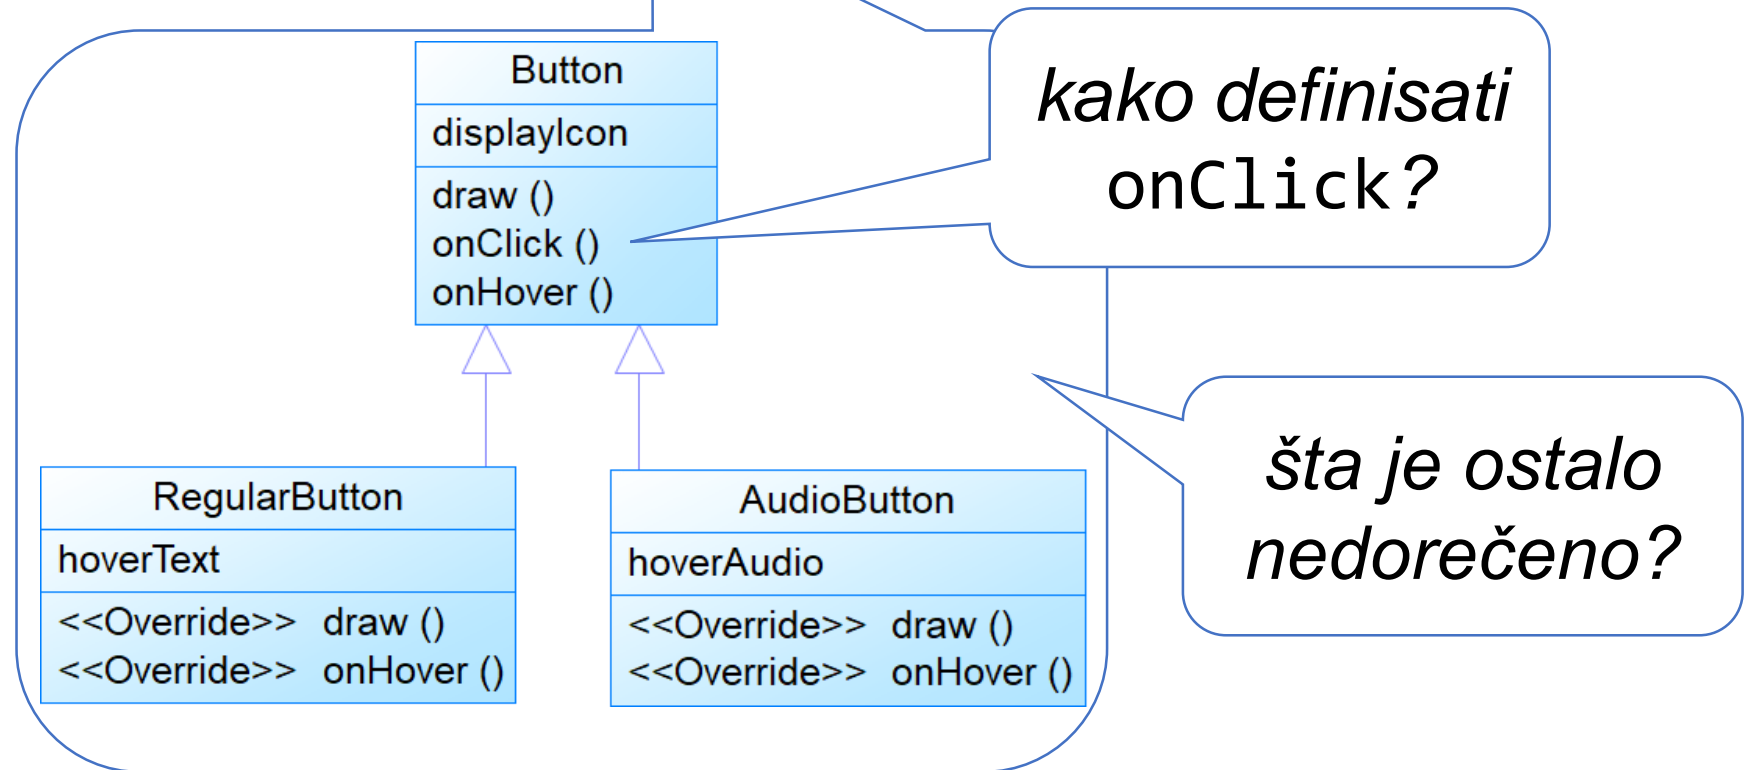 Button
displayIcon
draw ()
onClick ()
onHover ()
kako definisati
onClick?
RegularButton
hoverText
<<Override>> draw ()
<<Override>> onHover ()
AudioButton
hoverAudio
<<Override>> draw ()
<<Override>> onHover ()
šta je ostalo
nedorečeno?